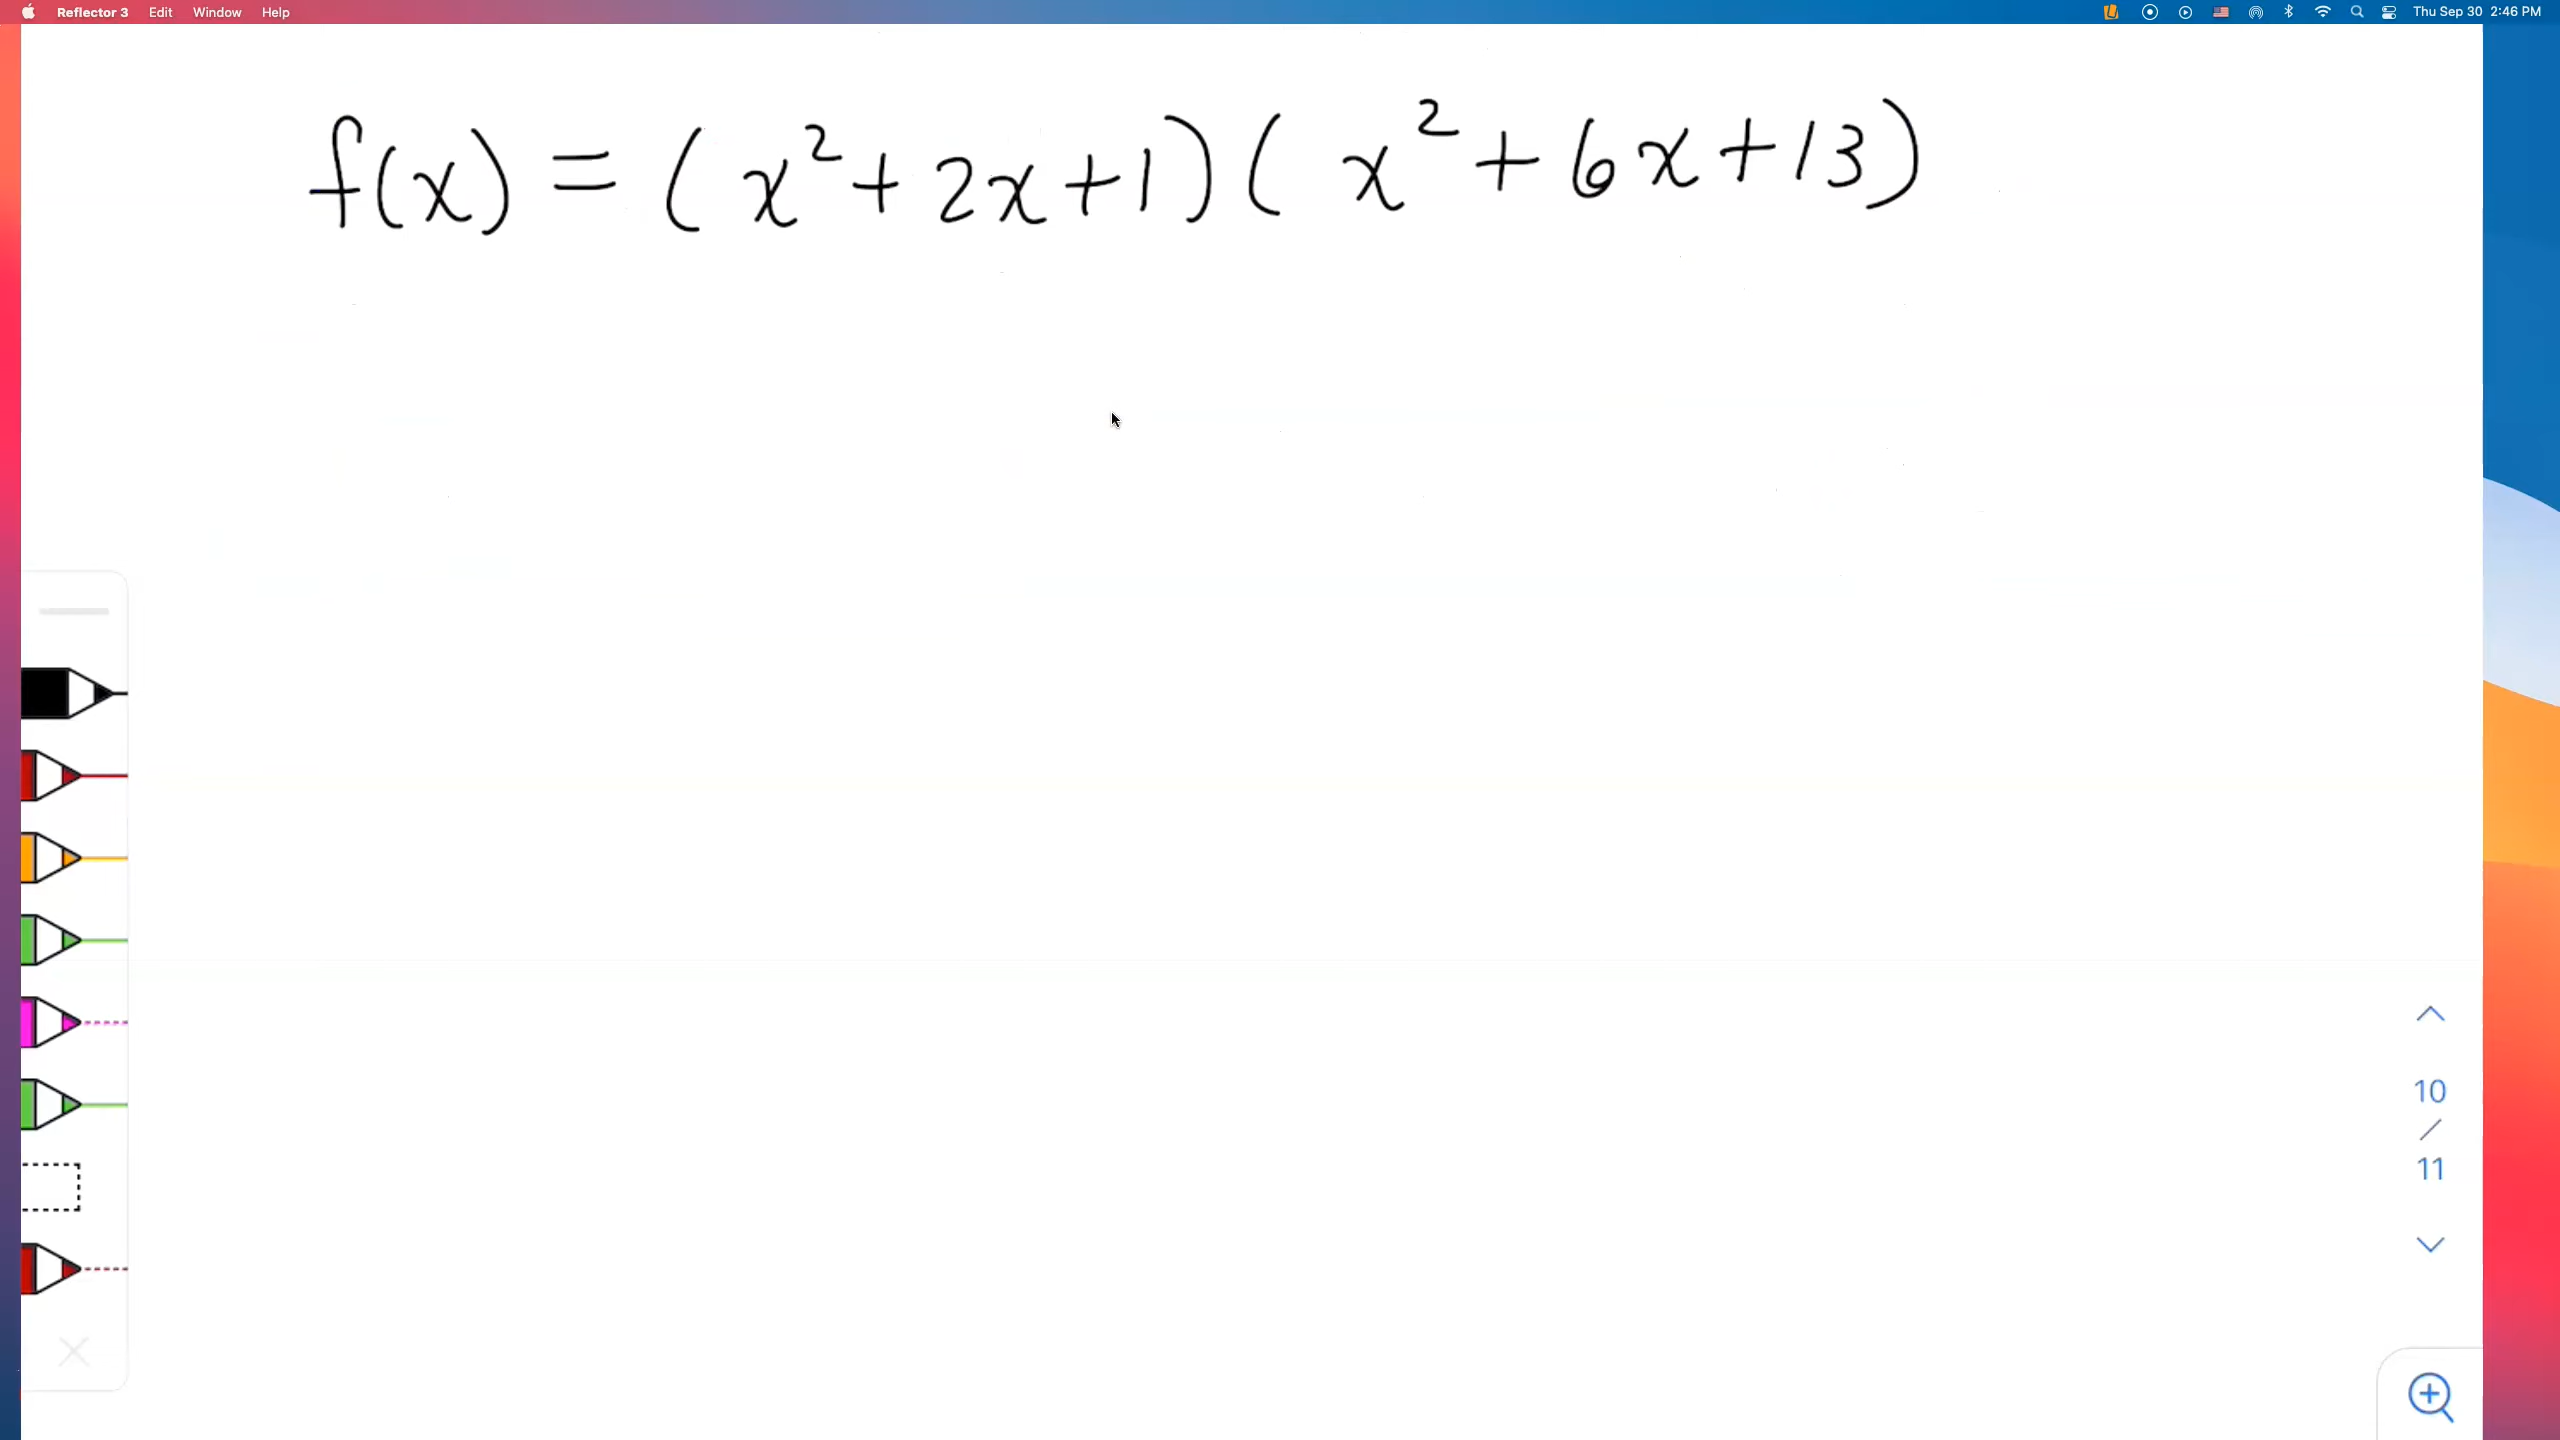 Reflector 3 Edit Window Help Thu Sep 30 2:46 PM
f(x) = (x²+2x+1)(x²+6x+13)
10
/
11